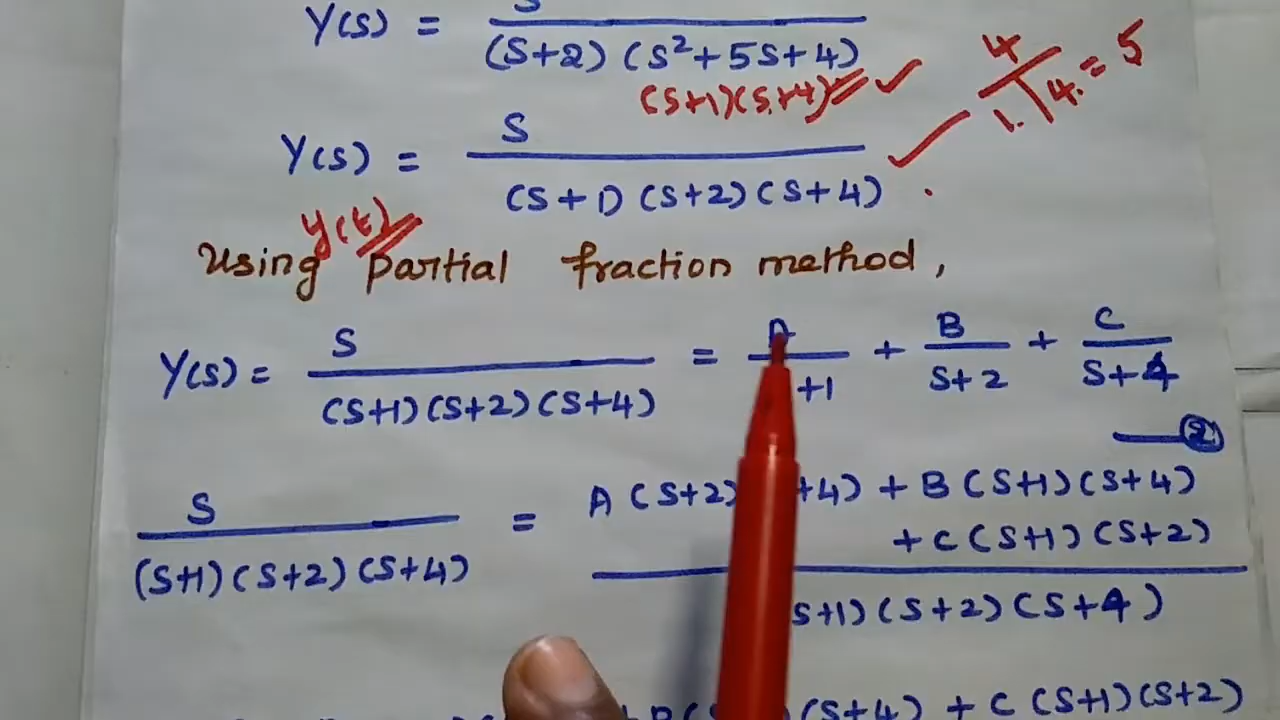 Y(s) = S / (S+2) (S²+5S+4)
(S+1)(S+4) ✓
4
1. | 4. = 5
Y(s) = S / (S+1) (S+2) (S+4) .
y(t)
Using partial fraction method,
Y(s) = S / (S+1) (S+2) (S+4) = A / +1 + B / S+2 + C / S+4
2
S / (S+1) (S+2) (S+4) = A (S+2) +4) + B (S+1) (S+4)
+ C (S+1) (S+2)
S+1) (S+2) (S+4)
(S+4) + C (S+1) (S+2)